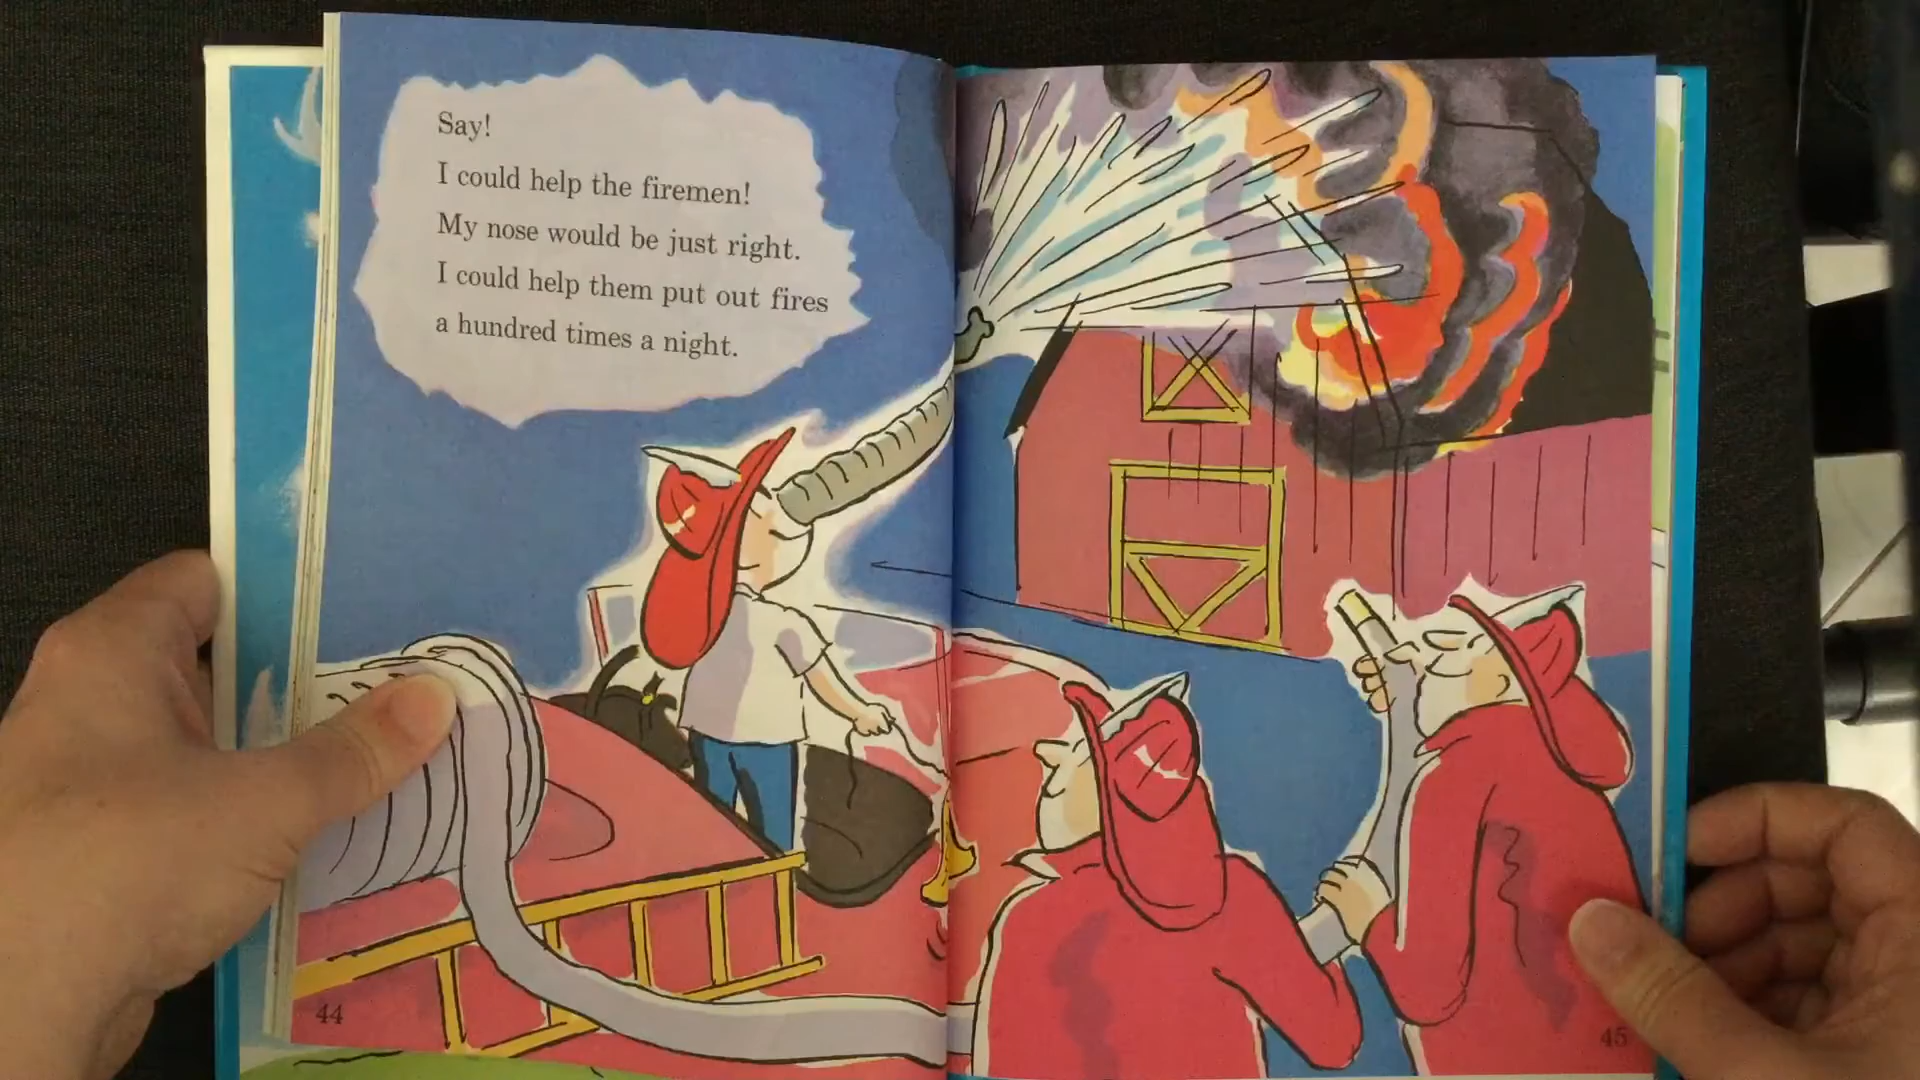 Say!
I could help the firemen!
My nose would be just right.
I could help them put out fires
a hundred times a night.
44
45